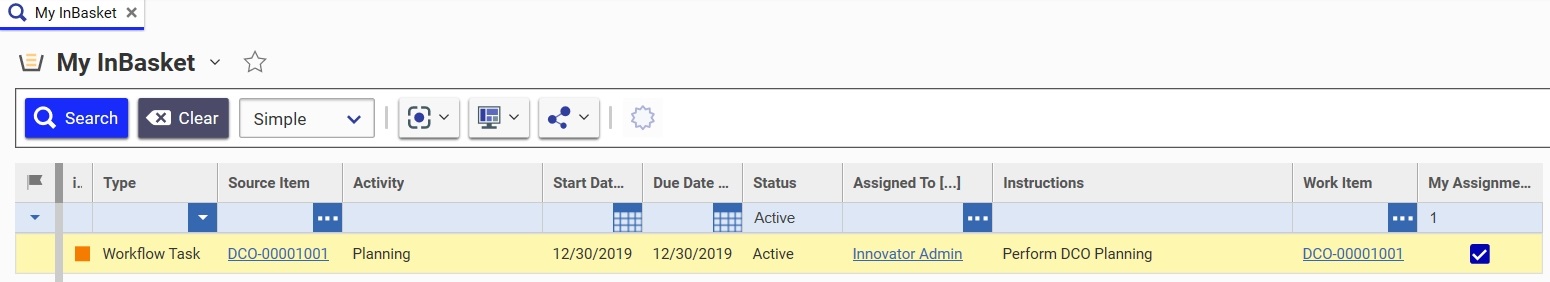 My InBasket
My InBasket
Search Clear Simple
i.. Type Source Item Activity Start Dat... Due Date ... Status Assigned To [...] Instructions Work Item My Assignme...
Active 1
Workflow Task DCO-00001001 Planning 12/30/2019 12/30/2019 Active Innovator Admin Perform DCO Planning DCO-00001001